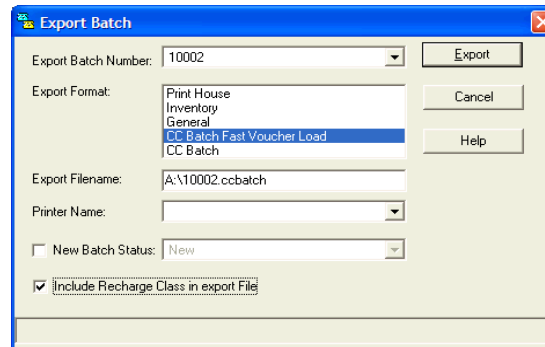 Export Batch
Export Batch Number: 10002 Export
Export Format: Print House
Inventory
General
CC Batch Fast Voucher Load
CC Batch
Cancel
Help
Export Filename: A:\10002.ccbatch
Printer Name:
New Batch Status: New
Include Recharge Class in export File